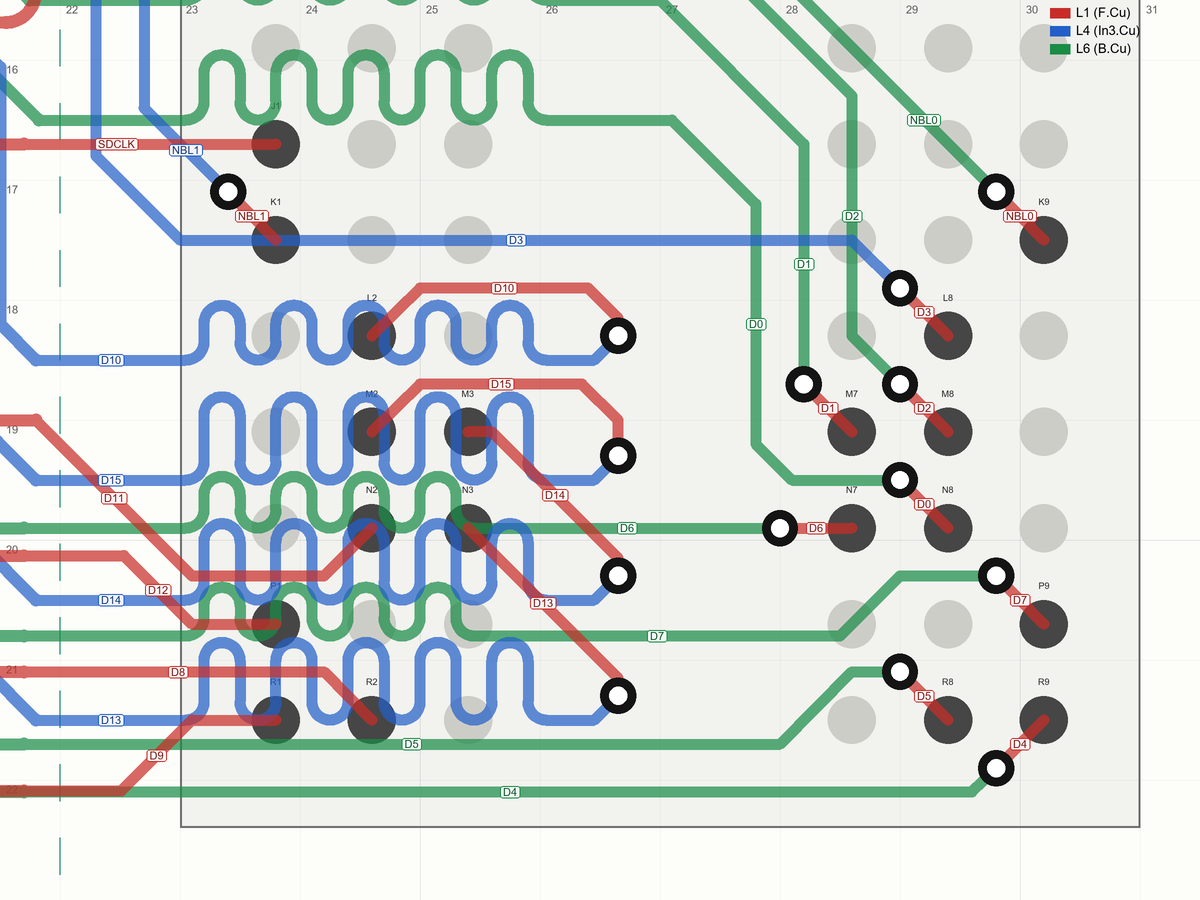 22 23 24 25 26 27 28 29 30 31
L1 (F.Cu)
L4 (In3.Cu)
L6 (B.Cu)
16
J1
NBL0
SDCLK
NBL1
17
K1
K9
NBL1
D2
NBL0
D3
D1
D10
L2
L8
18
D3
D0
D10
D15
M2
M3
M7
M8
D1
D2
19
D15
D11
D14
N2
N3
N7
N8
D0
D6
D6
20
D12
P1
P9
D14
D13
D7
D7
21
D8
R1
R2
R8
R9
D5
D13
D5
D4
D9
22
D4